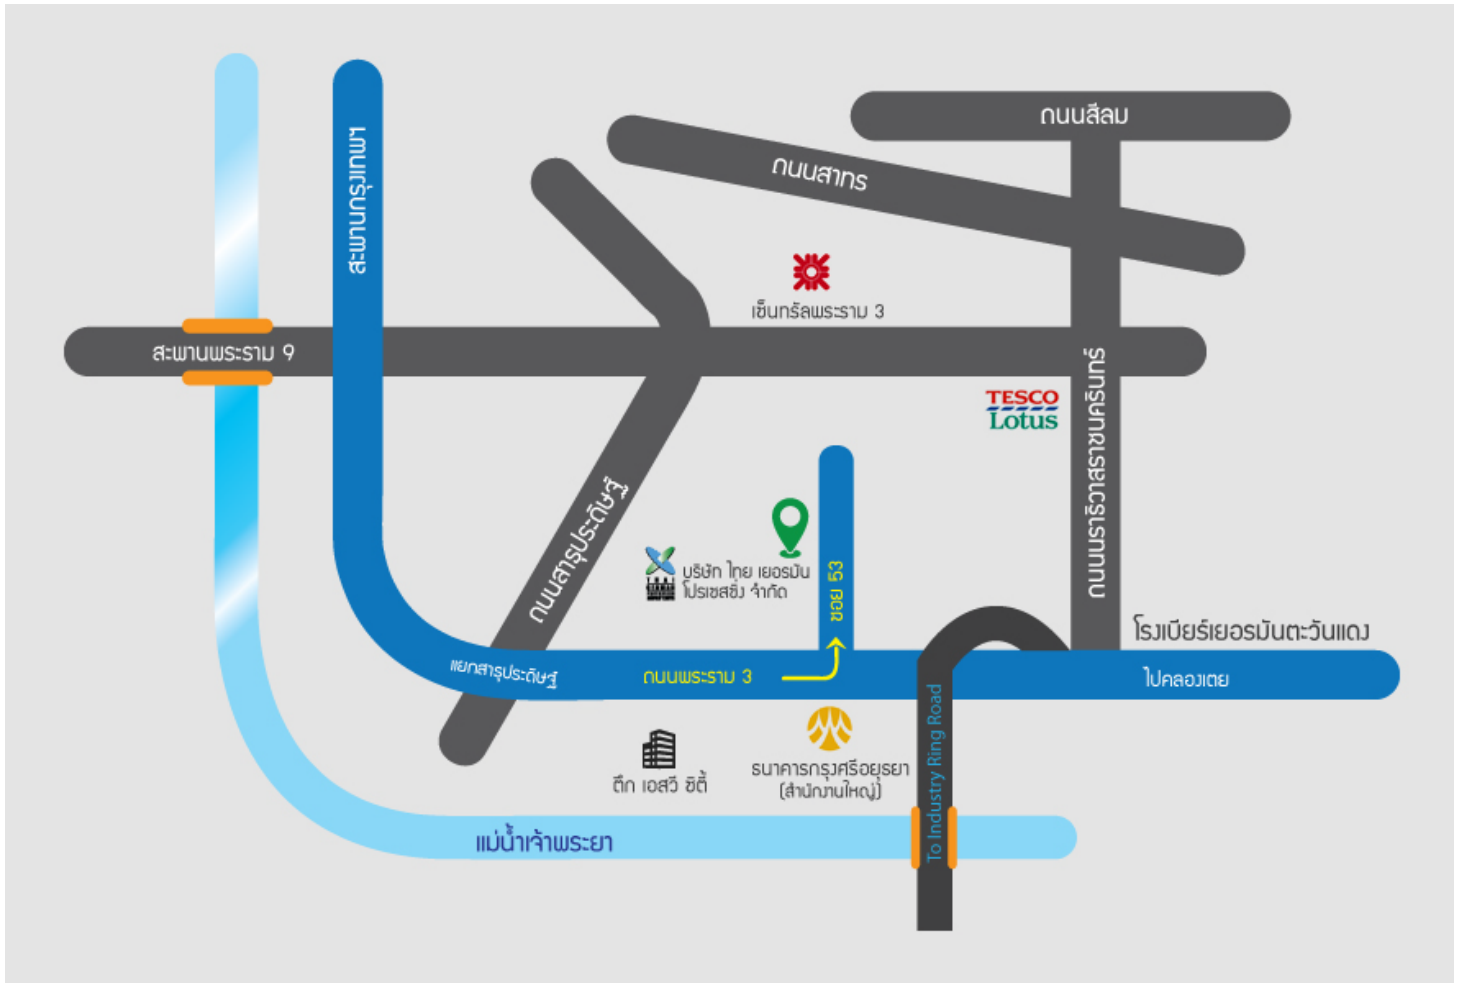 ถนนสีลม
ถนนสาทร
สะพานกรุงเทพฯ
เซ็นทรัลพระราม 3
สะพานพระราม 9
TESCO
Lotus
ถนนนราธิวาสราชนครินทร์
ถนนสาธุประดิษฐ์
บริษัท ไทย เยอรมัน
โปรเซสซิ่ง จำกัด
ซอย 53
โรงเบียร์เยอรมันตะวันแดง
แยกสาธุประดิษฐ์
ถนนพระราม 3
ไปคลองเตย
To Industry Ring Road
ตึก เอสวี ซิตี้
ธนาคารกรุงศรีอยุธยา
(สำนักงานใหญ่)
แม่น้ำเจ้าพระยา